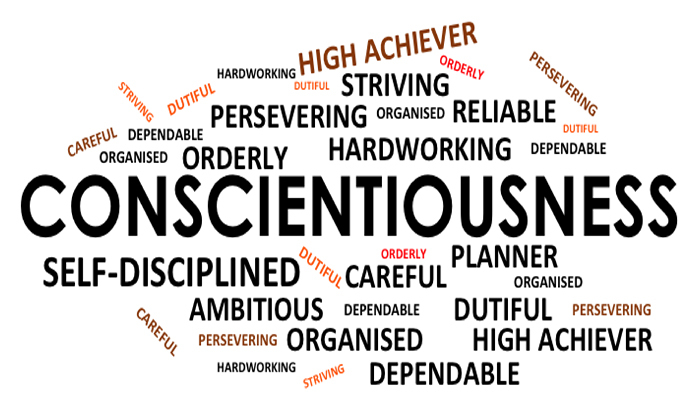 HIGH ACHIEVER
HARDWORKING
ORDERLY
PERSEVERING
STRIVING
DUTIFUL
DUTIFUL
STRIVING
PERSEVERING
ORGANISED
RELIABLE
DUTIFUL
CAREFUL
DEPENDABLE
ORGANISED
ORDERLY
HARDWORKING
DEPENDABLE
CONSCIENTIOUSNESS
SELF-DISCIPLINED
DUTIFUL
ORDERLY
CAREFUL
PLANNER
ORGANISED
AMBITIOUS
DEPENDABLE
DUTIFUL
PERSEVERING
CAREFUL
PERSEVERING
ORGANISED
HIGH ACHIEVER
HARDWORKING
STRIVING
DEPENDABLE